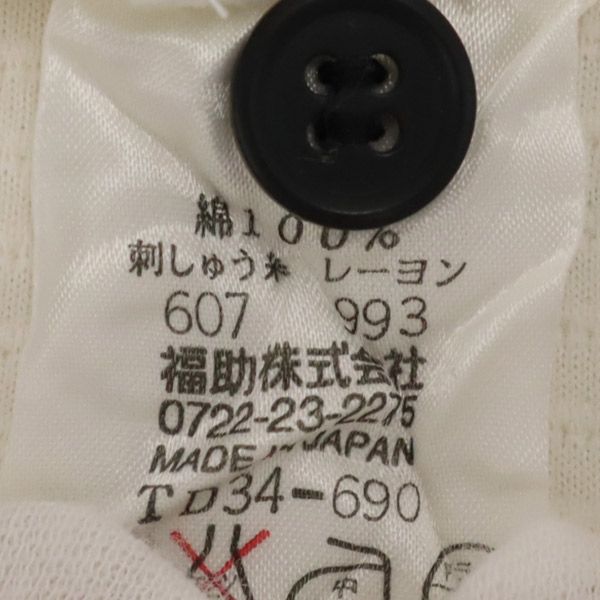 綿100%
刺しゅう糸 レーヨン
607 993
福助株式会社
0722-23-2275
MADE IN JAPAN
TD34-690
中